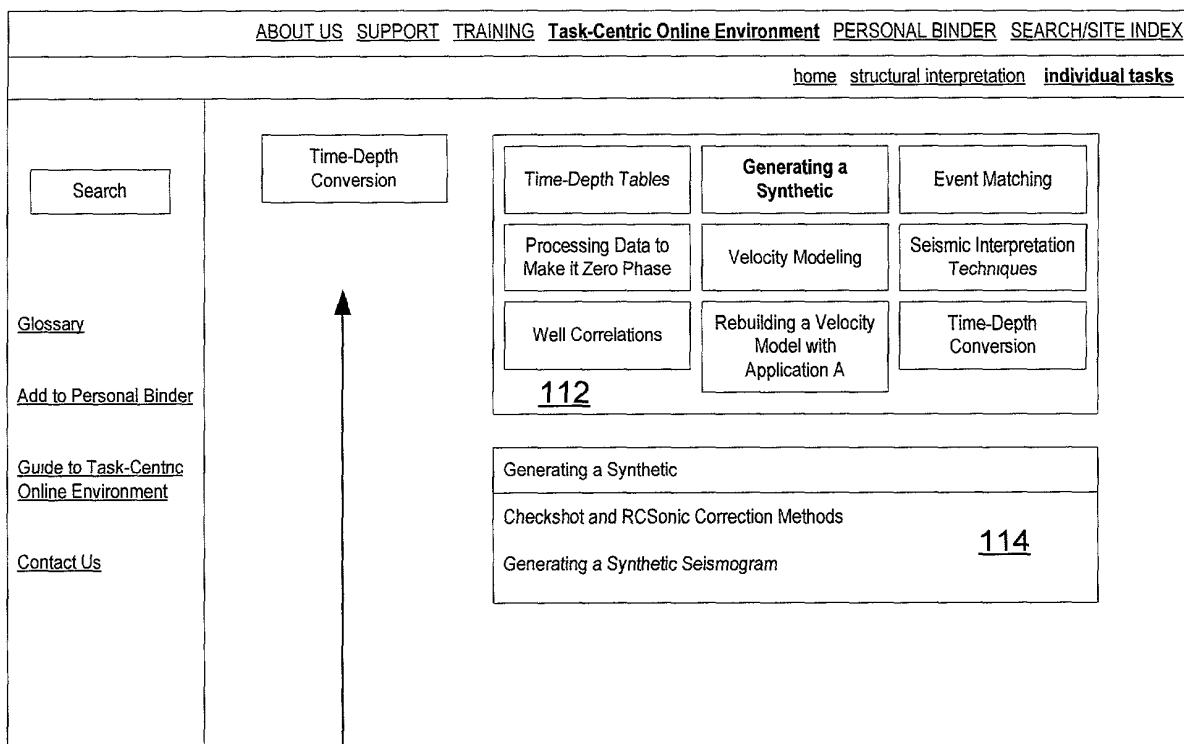 ABOUT US SUPPORT TRAINING Task-Centric Online Environment PERSONAL BINDER SEARCH/SITE INDEX
home structural interpretation individual tasks
Search
Glossary
Add to Personal Binder
Guide to Task-Centric
Online Environment
Contact Us
Time-Depth
Conversion
Time-Depth Tables
Generating a
Synthetic
Event Matching
Processing Data to
Make it Zero Phase
Velocity Modeling
Seismic Interpretation
Techniques
Well Correlations
Rebuilding a Velocity
Model with
Application A
Time-Depth
Conversion
112
Generating a Synthetic
Checkshot and RCSonic Correction Methods
Generating a Synthetic Seismogram
114